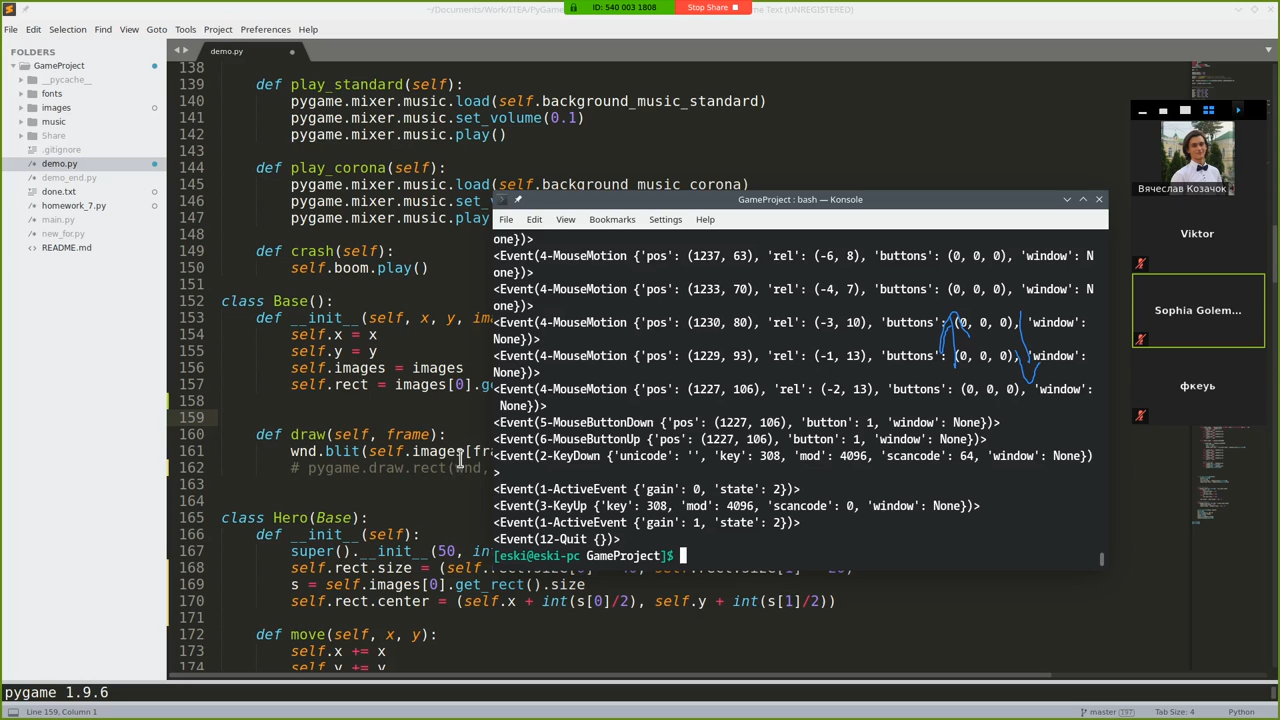 ~/Documents/Work/ITEA/PyGame
ID: 540 003 1808
Stop Share
Text (UNREGISTERED)
File Edit Selection Find View Goto Tools Project Preferences Help
FOLDERS
GameProject
__pycache__
fonts
images
music
Share
.gitignore
demo.py
demo_end.py
done.txt
homework_7.py
main.py
new_for.py
README.md
demo.py
138
139 def play_standard(self):
140 pygame.mixer.music.load(self.background_music_standard)
141 pygame.mixer.music.set_volume(0.1)
142 pygame.mixer.music.play()
143
144 def play_corona(self):
145 pygame.mixer.music.load(self.background_music_corona)
146 pygame.mixer.music.set_v
147 pygame.mixer.music.play
148
149 def crash(self):
150 self.boom.play()
151
152 class Base():
153 def __init__(self, x, y, im
154 self.x = x
155 self.y = y
156 self.images = images
157 self.rect = images[0].g
158
159
160 def draw(self, frame):
161 wnd.blit(self.images[fr
162 # pygame.draw.rect(wnd,
163
164
165 class Hero(Base):
166 def __init__(self):
167 super().__init__(50, in
168 self.rect.size = (self.rect.size[0] - 40, self.rect.size[1] - 20)
169 s = self.images[0].get_rect().size
170 self.rect.center = (self.x + int(s[0]/2), self.y + int(s[1]/2))
171
172 def move(self, x, y):
173 self.x += x
174 self.y += y
GameProject : bash — Konsole
File Edit View Bookmarks Settings Help
one})>
<Event(4-MouseMotion {'pos': (1237, 63), 'rel': (-6, 8), 'buttons': (0, 0, 0), 'window': N
one})>
<Event(4-MouseMotion {'pos': (1233, 70), 'rel': (-4, 7), 'buttons': (0, 0, 0), 'window': N
one})>
<Event(4-MouseMotion {'pos': (1230, 80), 'rel': (-3, 10), 'buttons': (0, 0, 0), 'window':
None})>
<Event(4-MouseMotion {'pos': (1229, 93), 'rel': (-1, 13), 'buttons': (0, 0, 0), 'window':
None})>
<Event(4-MouseMotion {'pos': (1227, 106), 'rel': (-2, 13), 'buttons': (0, 0, 0), 'window':
None})>
<Event(5-MouseButtonDown {'pos': (1227, 106), 'button': 1, 'window': None})>
<Event(6-MouseButtonUp {'pos': (1227, 106), 'button': 1, 'window': None})>
<Event(2-KeyDown {'unicode': '', 'key': 308, 'mod': 4096, 'scancode': 64, 'window': None})
>
<Event(1-ActiveEvent {'gain': 0, 'state': 2})>
<Event(3-KeyUp {'key': 308, 'mod': 4096, 'scancode': 0, 'window': None})>
<Event(1-ActiveEvent {'gain': 1, 'state': 2})>
<Event(12-Quit {})>
[eski@eski-pc GameProject]$
Вячеслав Козачок
Viktor
Sophia Golem...
фкеуь
pygame 1.9.6
Line 159, Column 1
master 197
Tab Size: 4
Python